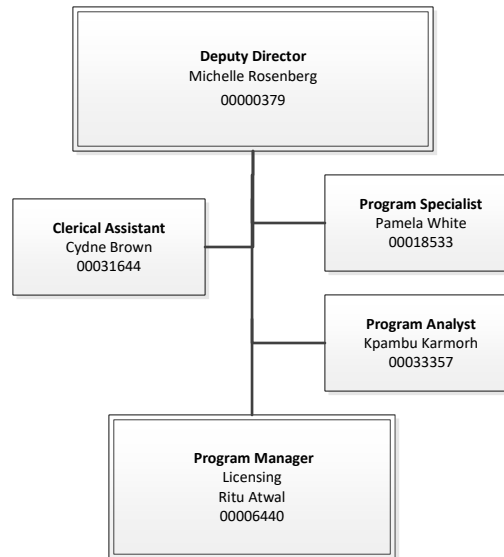 Deputy Director
Michelle Rosenberg
00000379
Program Specialist
Pamela White
00018533
Clerical Assistant
Cydne Brown
00031644
Program Analyst
Kpambu Karmorh
00033357
Program Manager
Licensing
Ritu Atwal
00006440